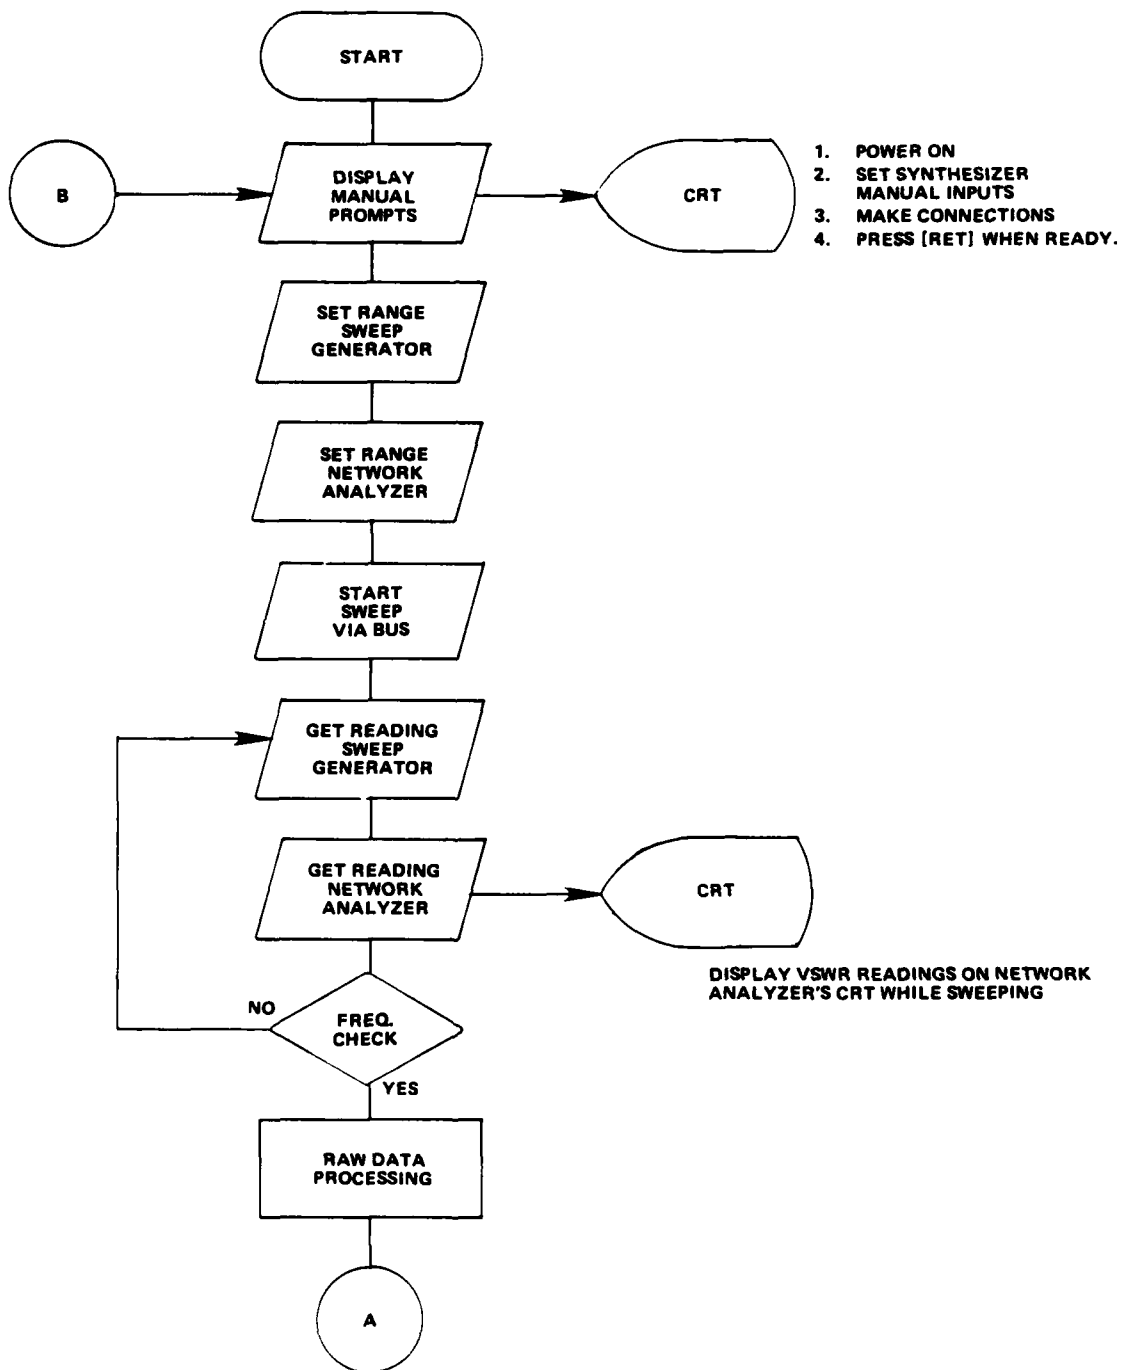 START
B
DISPLAY
MANUAL
PROMPTS
CRT
1. POWER ON
2. SET SYNTHESIZER
MANUAL INPUTS
3. MAKE CONNECTIONS
4. PRESS [RET] WHEN READY.
SET RANGE
SWEEP
GENERATOR
SET RANGE
NETWORK
ANALYZER
START
SWEEP
VIA BUS
GET READING
SWEEP
GENERATOR
GET READING
NETWORK
ANALYZER
CRT
DISPLAY VSWR READINGS ON NETWORK
ANALYZER'S CRT WHILE SWEEPING
NO
FREQ.
CHECK
YES
RAW DATA
PROCESSING
A